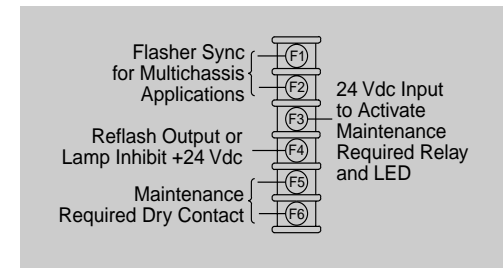 Flasher Sync
for Multichassis
Applications
F1
F2
F3
24 Vdc Input
to Activate
Maintenance
Required Relay
and LED
Reflash Output or
Lamp Inhibit +24 Vdc
F4
Maintenance
Required Dry Contact
F5
F6